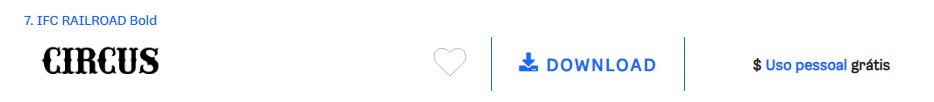 7. IFC RAILROAD Bold
CIRCUS
DOWNLOAD
$ Uso pessoal grátis